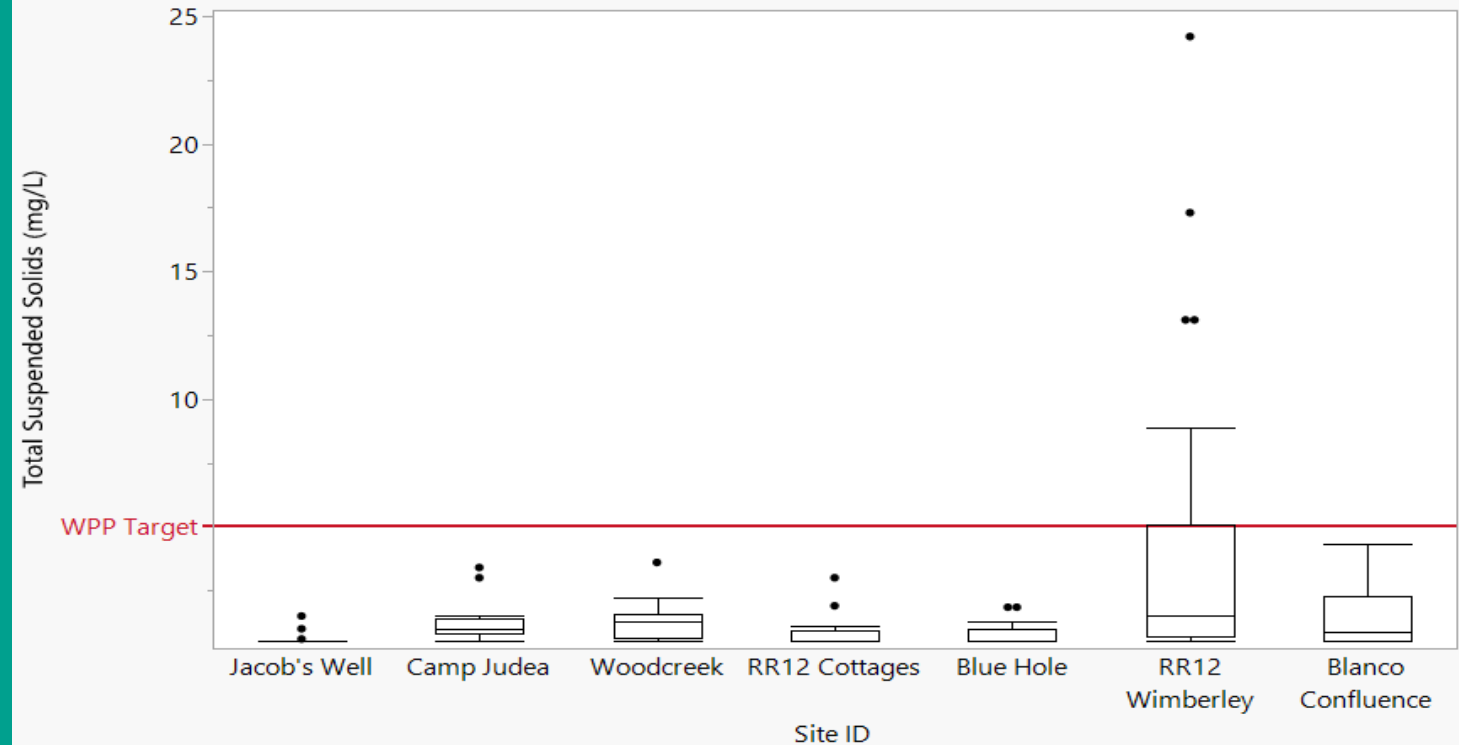 Total Suspended Solids (mg/L)
25
20
15
10
WPP Target
Jacob's Well
Camp Judea
Woodcreek
RR12 Cottages
Blue Hole
RR12
Wimberley
Blanco
Confluence
Site ID